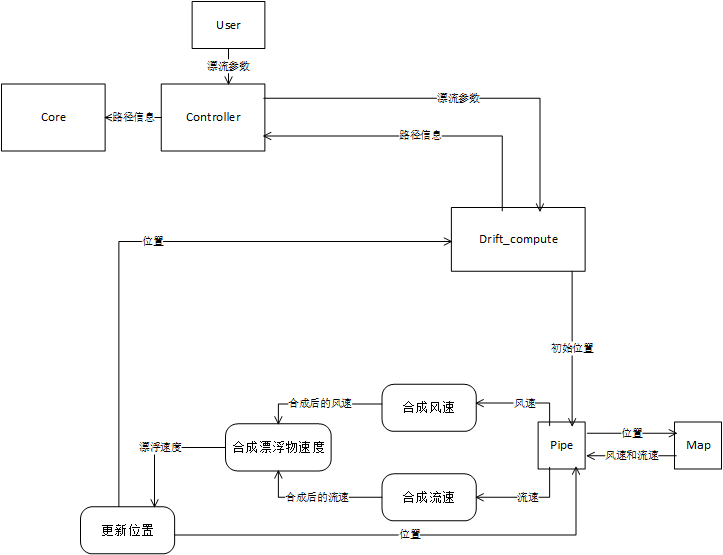 User
漂流参数
Core
路径信息
Controller
漂流参数
路径信息
位置
Drift_compute
初始位置
合成后的风速
合成风速
风速
合成漂浮物速度
漂浮速度
Pipe
位置
风速和流速
Map
合成后的流速
合成流速
流速
更新位置
位置